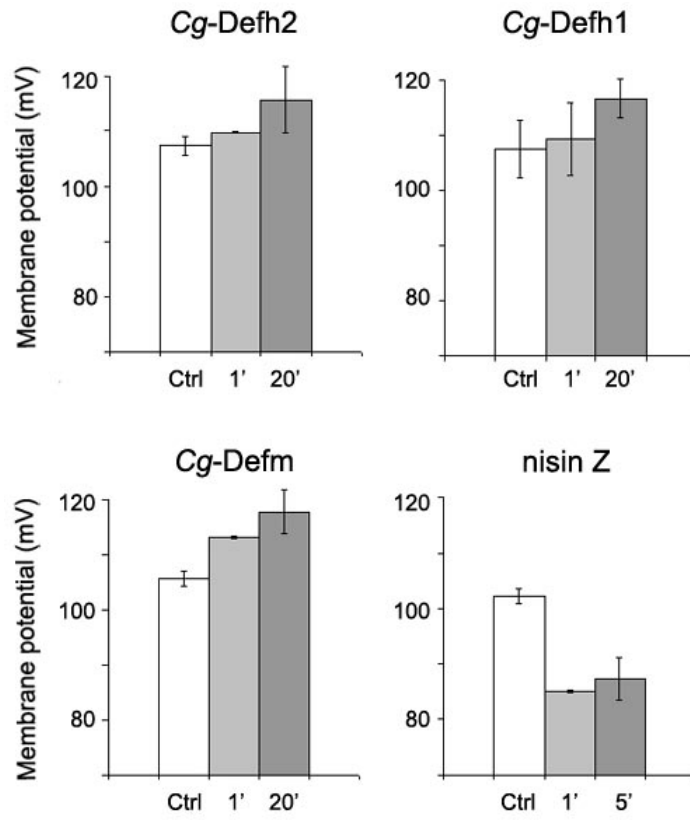 Cg-Defh2
Membrane potential (mV)
120
100
80
Ctrl 1' 20'
Cg-Defh1
120
100
80
Ctrl 1' 20'
Cg-Defm
Membrane potential (mV)
120
100
80
Ctrl 1' 20'
nisin Z
120
100
80
Ctrl 1' 5'